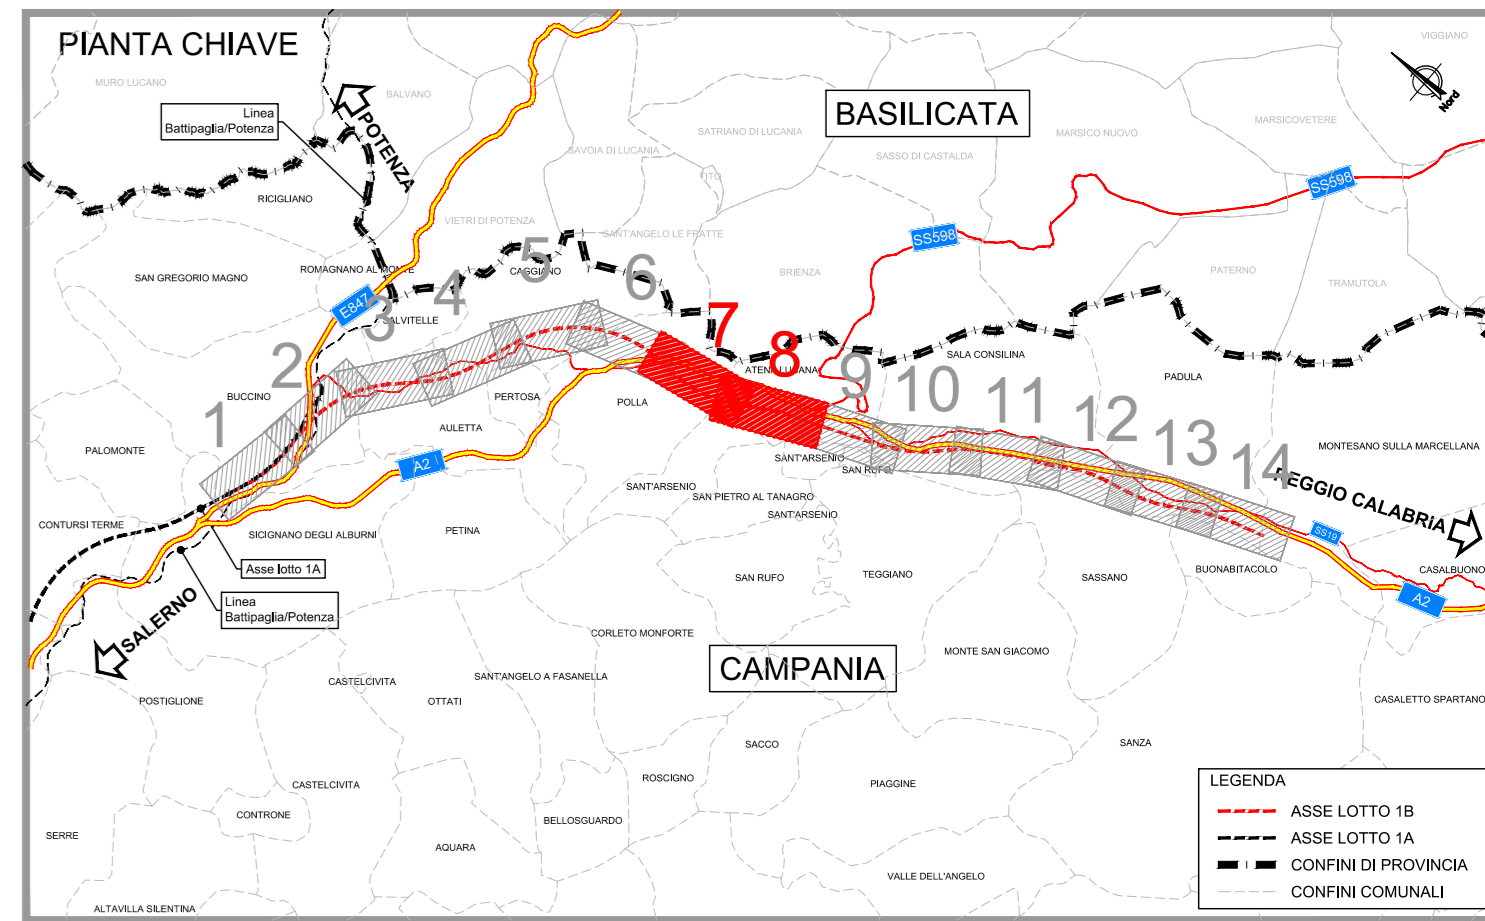 PIANTA CHIAVE
VIGGIANO
MURO LUCANO
BALVANO
Linea
Battipaglia/Potenza
POTENZA
BASILICATA
Nord
SATRIANO DI LUCANIA
MARSICO NUOVO
MARSICOVETERE
SAVOIA DI LUCANIA
SASSO DI CASTALDA
TITO
SS598
RICIGLIANO
VIETRI DI POTENZA
SANT'ANGELO LE FRATTE
SS598
SAN GREGORIO MAGNO
ROMAGNANO AL MONTE
CAGGIANO
BRIENZA
PATERNO
TRAMUTOLA
E847
SALVITELLE
1
2
3
4
5
6
7
8
9
10
11
12
13
14
SALA CONSILINA
ATENA LUCANA
PADULA
BUCCINO
PERTOSA
POLLA
AULETTA
PALOMONTE
MONTESANO SULLA MARCELLANA
A2
SANT'ARSENIO
SAN RUFO
SANT'ARSENIO
SAN PIETRO AL TANAGRO
SANT'ARSENIO
REGGIO CALABRIA
CONTURSI TERME
SICIGNANO DEGLI ALBURNI
PETINA
SS19
Asse lotto 1A
SAN RUFO
TEGGIANO
SASSANO
BUONABITACOLO
CASALBUONO
A2
Linea
Battipaglia/Potenza
SALERNO
CORLETO MONFORTE
MONTE SAN GIACOMO
CAMPANIA
POSTIGLIONE
CASTELCIVITA
OTTATI
SANT'ANGELO A FASANELLA
CASALETTO SPARTANO
SACCO
SANZA
ROSCIGNO
PIAGGINE
CASTELCIVITA
CONTRONE
BELLOSGUARDO
SERRE
AQUARA
VALLE DELL'ANGELO
ALTAVILLA SILENTINA
LEGENDA
ASSE LOTTO 1B
ASSE LOTTO 1A
CONFINI DI PROVINCIA
CONFINI COMUNALI